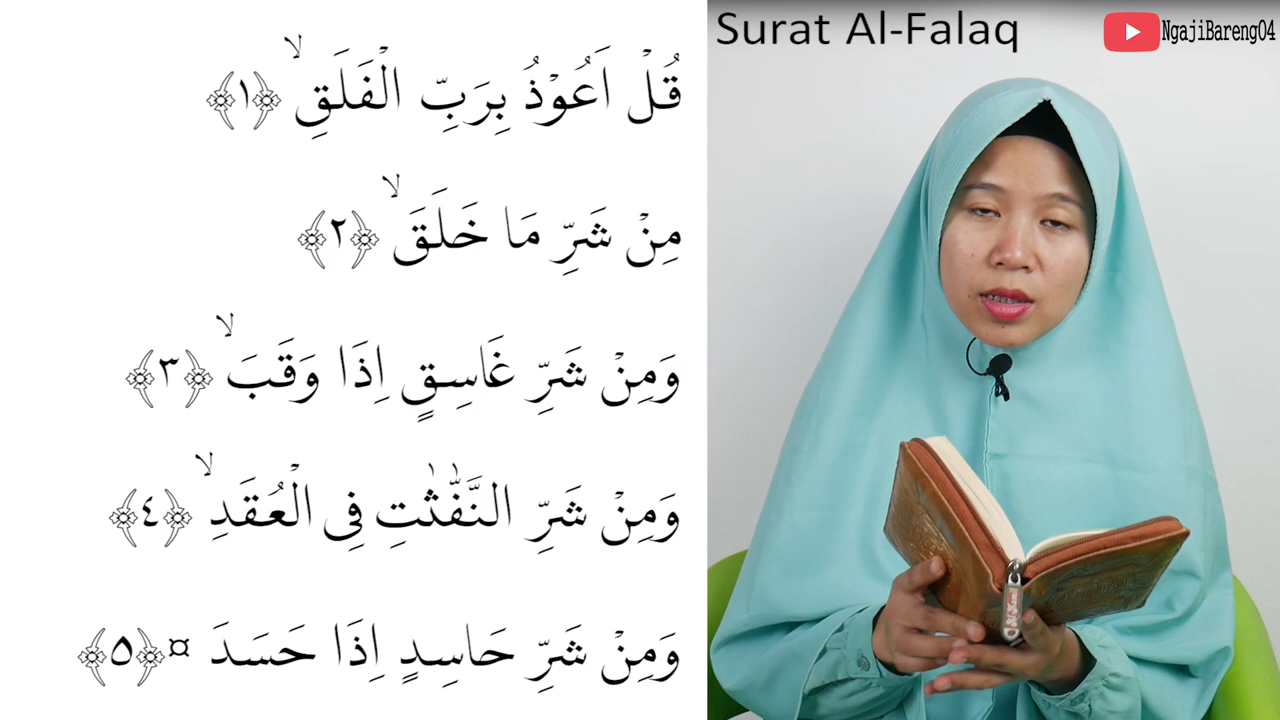 Surat Al-Falaq
NgajiBareng04
قُلْ اَعُوْذُ بِرَبِّ الْفَلَقِۙ ﴿١﴾
مِنْ شَرِّ مَا خَلَقَۙ ﴿٢﴾
وَمِنْ شَرِّ غَاسِقٍ اِذَا وَقَبَۙ ﴿٣﴾
وَمِنْ شَرِّ النَّفّٰثٰتِ فِى الْعُقَدِۙ ﴿٤﴾
وَمِنْ شَرِّ حَاسِدٍ اِذَا حَسَدَ ¤﴿٥﴾